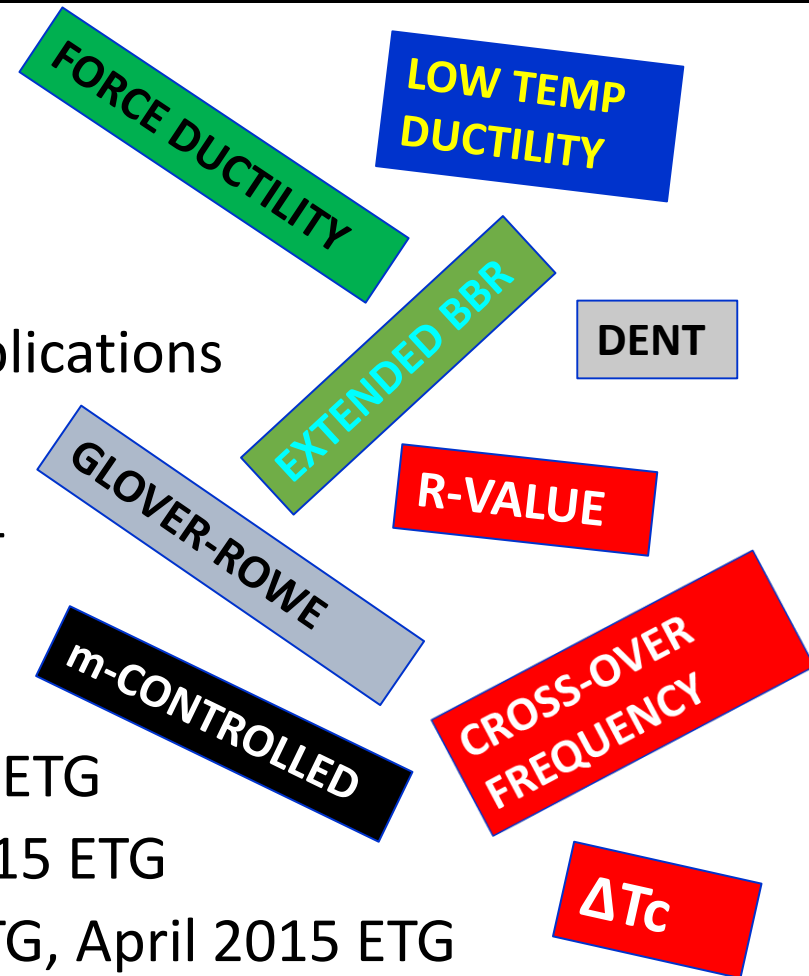 FORCE DUCTILITY
LOW TEMP
DUCTILITY
EXTENDED BBR
DENT
plications
GLOVER-ROWE
R-VALUE
m-CONTROLLED
CROSS-OVER
FREQUENCY
ETG
15 ETG
TG, April 2015 ETG
ΔTc